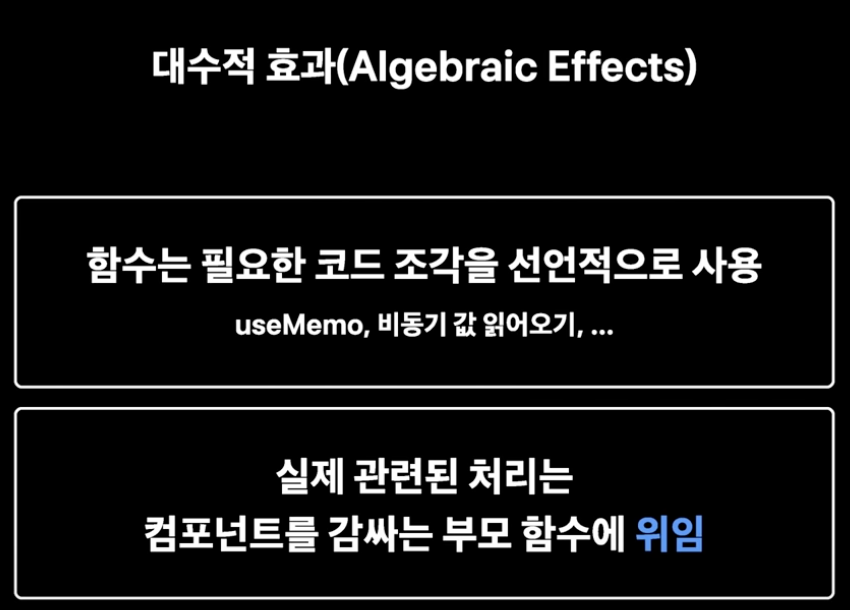 대수적 효과(Algebraic Effects)
함수는 필요한 코드 조각을 선언적으로 사용
useMemo, 비동기 값 읽어오기, ...
실제 관련된 처리는
컴포넌트를 감싸는 부모 함수에 위임